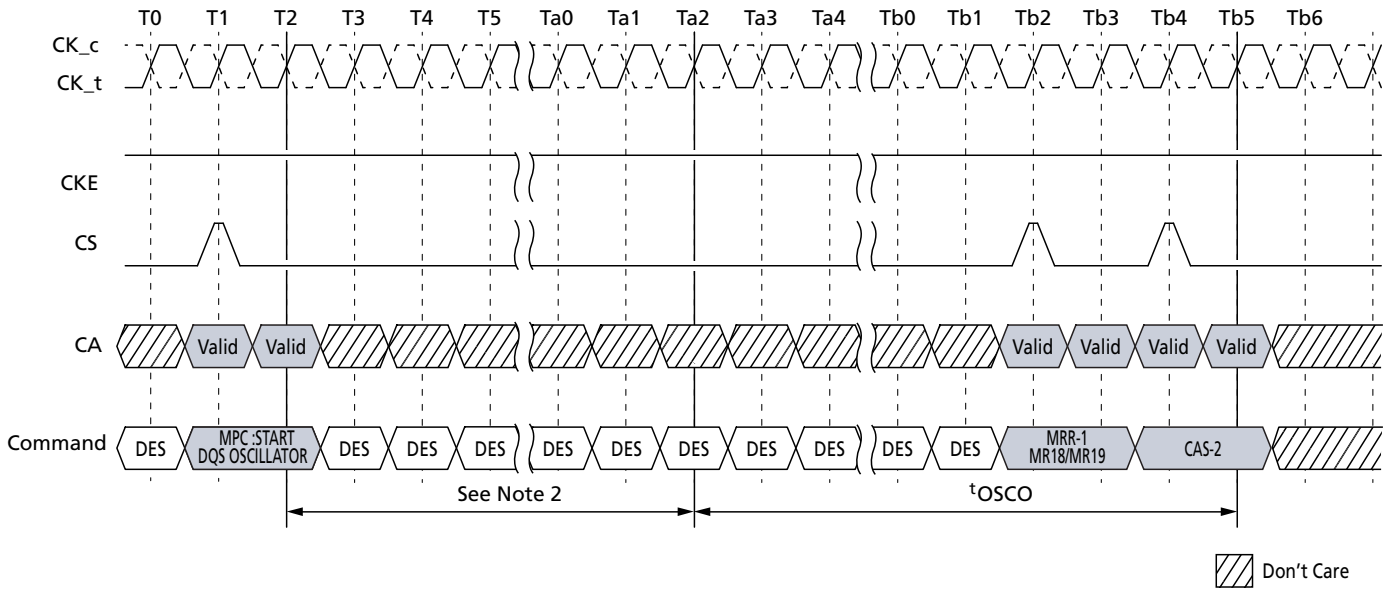 T0 T1 T2 T3 T4 T5 Ta0 Ta1 Ta2 Ta3 Ta4 Tb0 Tb1 Tb2 Tb3 Tb4 Tb5 Tb6
CK_c
CK_t
CKE
CS
CA Valid Valid Valid Valid Valid Valid
Command DES MPC :START DES DES DES DES DES DES DES DES DES DES MRR-1 CAS-2
DQS OSCILLATOR MR18/MR19
See Note 2 tOSCO
Don't Care